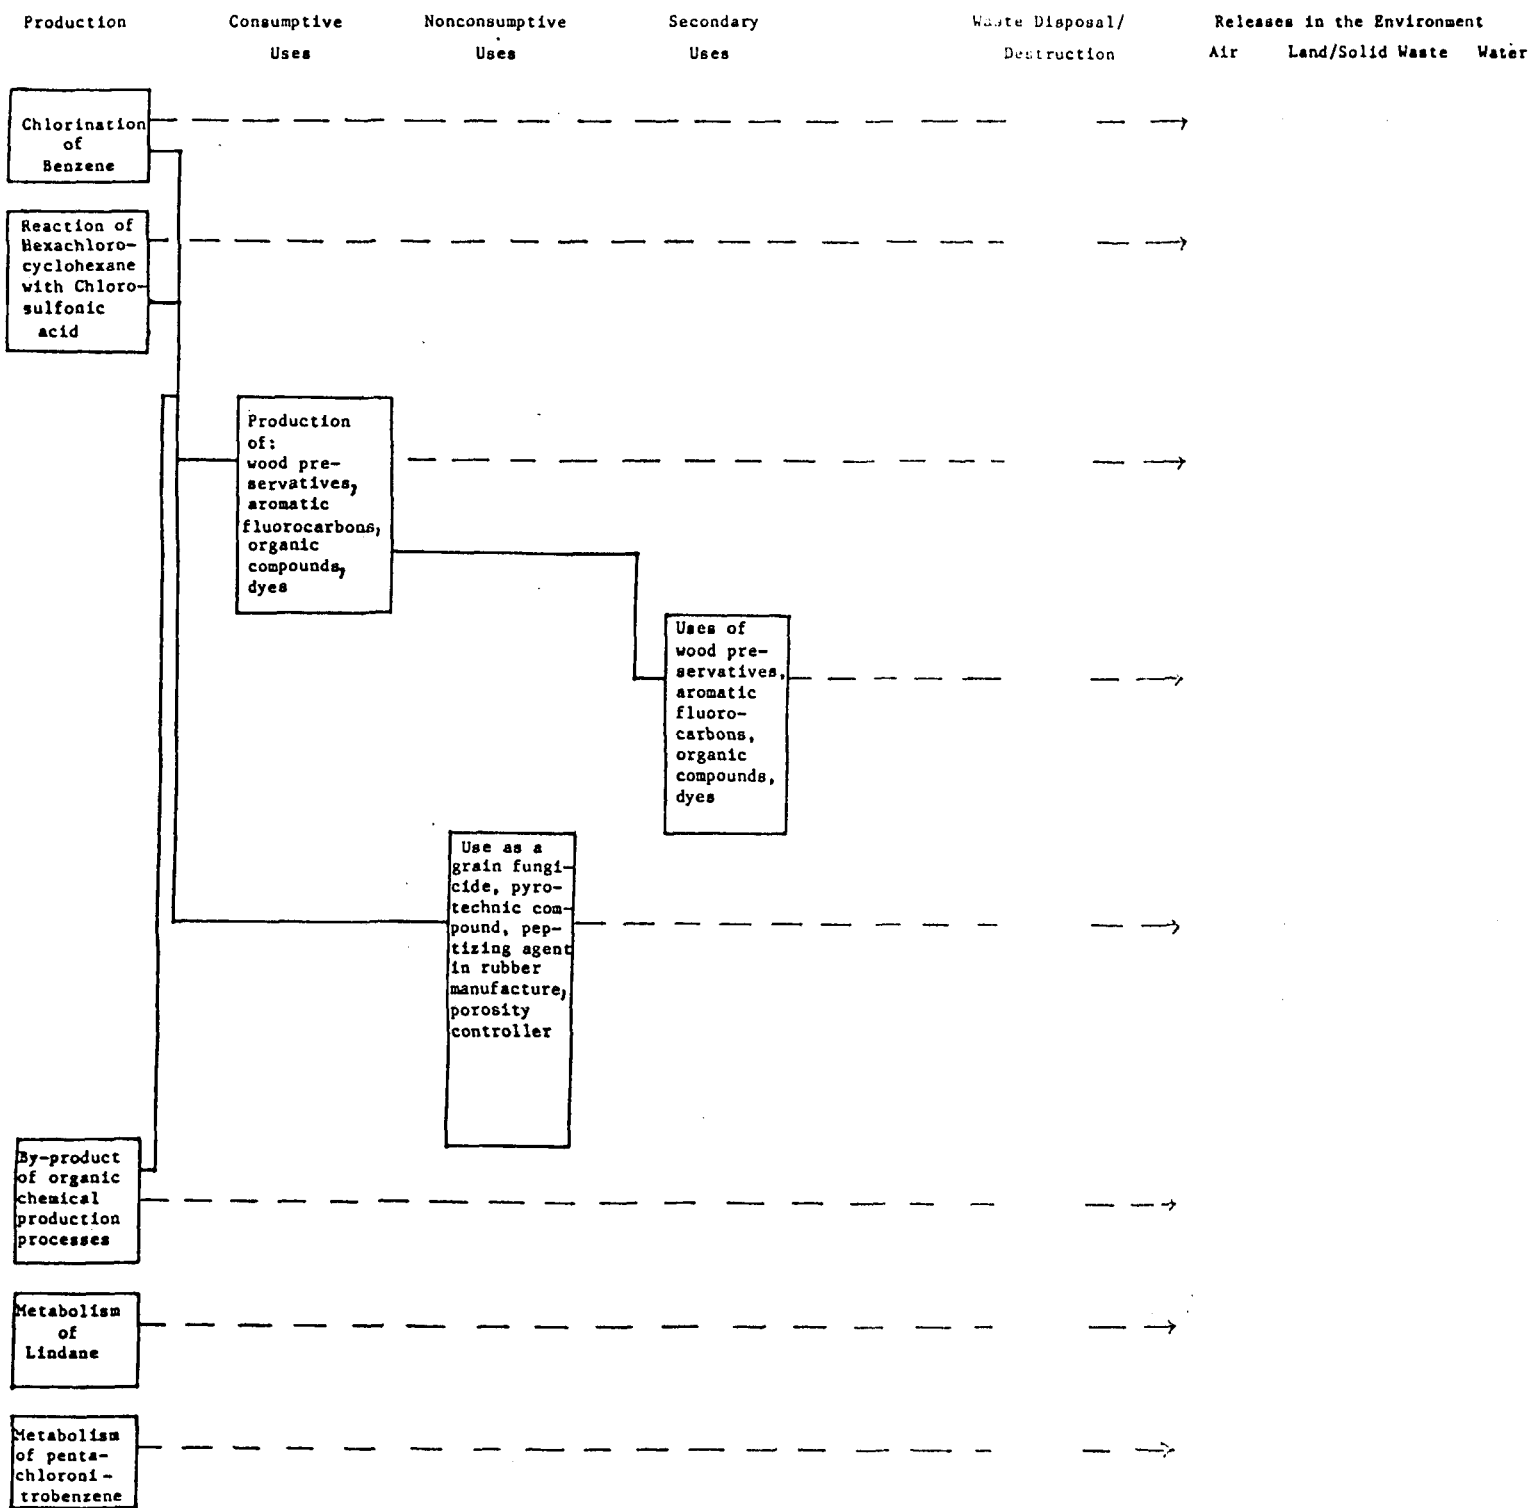 Production
Consumptive
Uses
Nonconsumptive
Uses
Secondary
Uses
Waste Disposal/
Destruction
Releases in the Environment
Air Land/Solid Waste Water
Chlorination
of
Benzene
Reaction of
Hexachloro-
cyclohexane
with Chloro-
sulfonic
acid
Production
of:
wood pre-
servatives,
aromatic
fluorocarbons,
organic
compounds,
dyes
Uses of
wood pre-
servatives,
aromatic
fluoro-
carbons,
organic
compounds,
dyes
Use as a
grain fungi-
cide, pyro-
technic com-
pound, pep-
tizing agent
in rubber
manufacture,
porosity
controller
By-product
of organic
chemical
production
processes
Metabolism
of
Lindane
Metabolism
of penta-
chloroni-
trobenzene